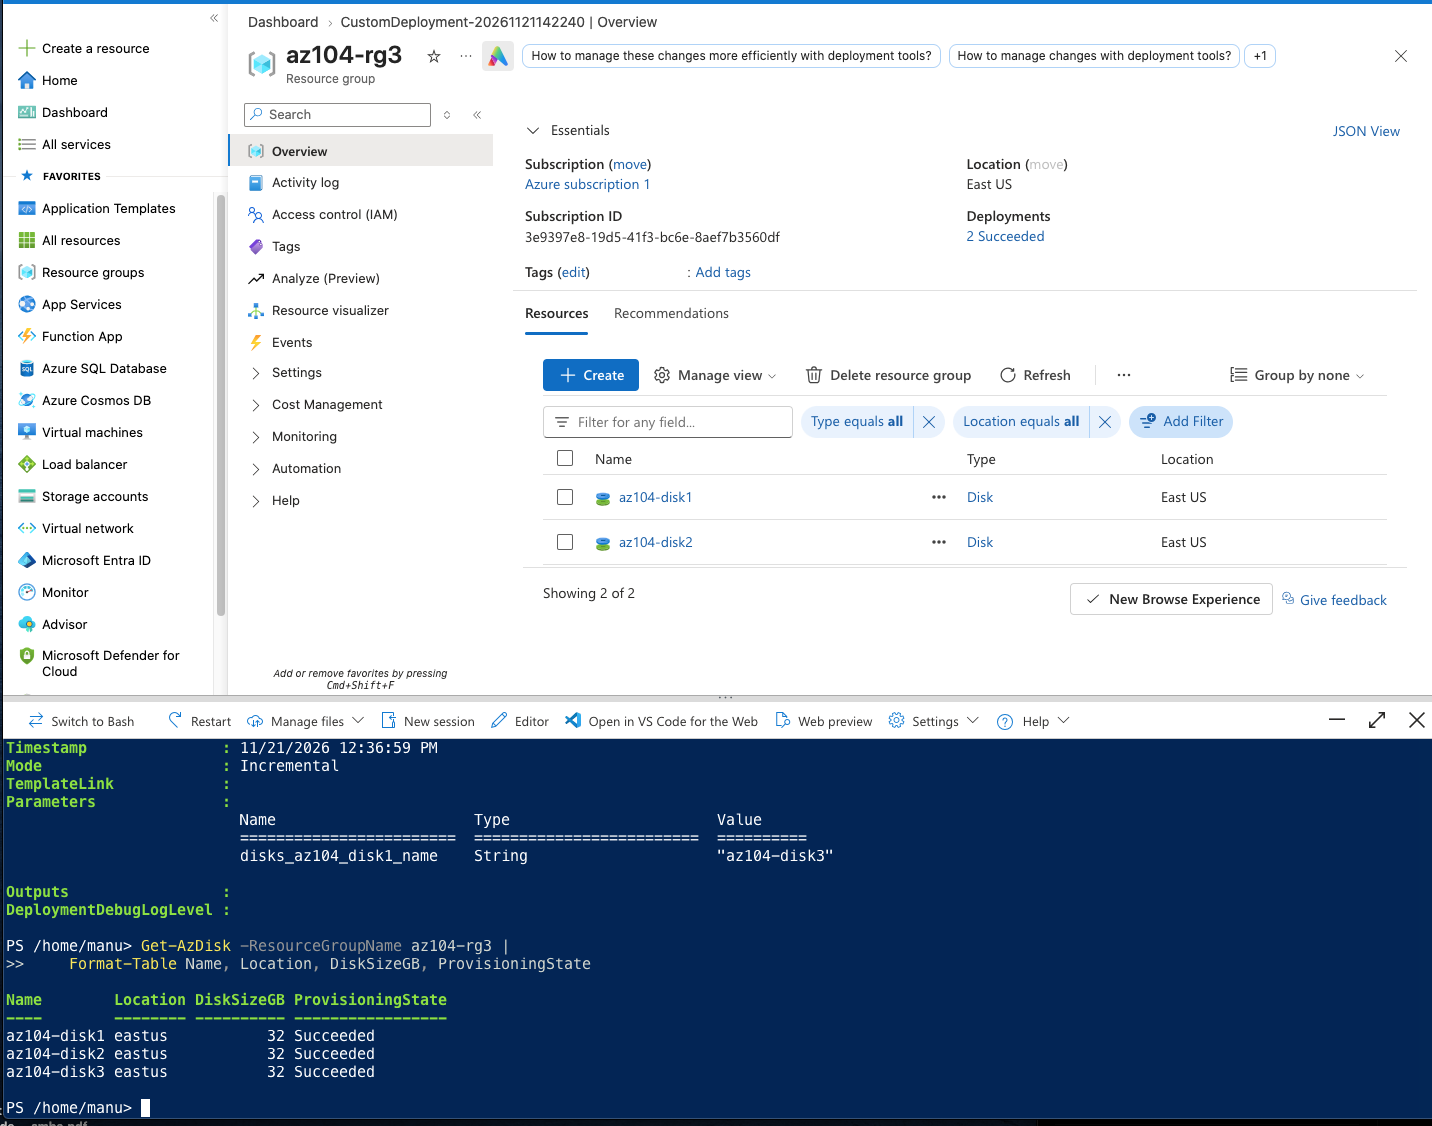 «
Create a resource
Home
Dashboard
All services
FAVORITES
Application Templates
All resources
Resource groups
App Services
Function App
Azure SQL Database
Azure Cosmos DB
Virtual machines
Load balancer
Storage accounts
Virtual network
Microsoft Entra ID
Monitor
Advisor
Microsoft Defender for
Cloud
Dashboard › CustomDeployment-20261121142240 | Overview
az104-rg3 ☆ ···
Resource group
How to manage these changes more efficiently with deployment tools?
How to manage changes with deployment tools?
+1
Search
«
Overview
Activity log
Access control (IAM)
Tags
Analyze (Preview)
Resource visualizer
Events
Settings
Cost Management
Monitoring
Automation
Help
Add or remove favorites by pressing
Cmd+Shift+F
Essentials
JSON View
Subscription (move)
Azure subscription 1
Subscription ID
3e9397e8-19d5-41f3-bc6e-8aef7b3560df
Location (move)
East US
Deployments
2 Succeeded
Tags (edit) : Add tags
Resources Recommendations
+ Create Manage view Delete resource group Refresh ··· Group by none
Filter for any field... Type equals all Location equals all Add Filter
Name Type Location
az104-disk1 ··· Disk East US
az104-disk2 ··· Disk East US
Showing 2 of 2
New Browse Experience Give feedback
Switch to Bash Restart Manage files New session Editor Open in VS Code for the Web Web preview Settings Help
Timestamp : 11/21/2026 12:36:59 PM
Mode : Incremental
TemplateLink :
Parameters :
Name Type Value
======================== ========================= ==========
disks_az104_disk1_name String "az104-disk3"
Outputs :
DeploymentDebugLogLevel :
PS /home/manu> Get-AzDisk -ResourceGroupName az104-rg3 |
>> Format-Table Name, Location, DiskSizeGB, ProvisioningState
Name Location DiskSizeGB ProvisioningState
---- -------- ---------- -----------------
az104-disk1 eastus 32 Succeeded
az104-disk2 eastus 32 Succeeded
az104-disk3 eastus 32 Succeeded
PS /home/manu>